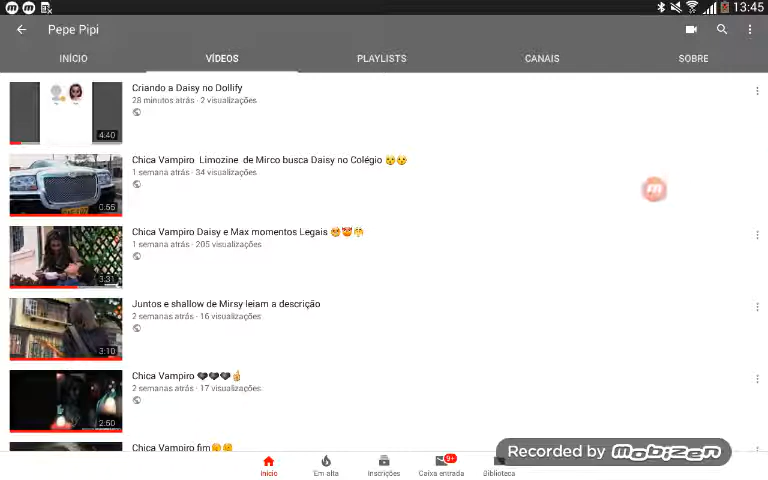 13:45
Pepe Pipi
INÍCIO
VÍDEOS
PLAYLISTS
CANAIS
SOBRE
4:40
Criando a Daisy no Dollify
28 minutos atrás · 2 visualizações
0:55
Chica Vampiro Limozine de Mirco busca Daisy no Colégio 😯😯
1 semana atrás · 34 visualizações
3:31
Chica Vampiro Daisy e Max momentos Legais
1 semana atrás · 205 visualizações
3:10
Juntos e shallow de Mirsy leiam a descrição
2 semanas atrás · 16 visualizações
2:50
Chica Vampiro
2 semanas atrás · 17 visualizações
Chica Vampiro fim
Início
Em alta
Inscrições
9+
Caixa entrada
Biblioteca
Recorded by Mobizen